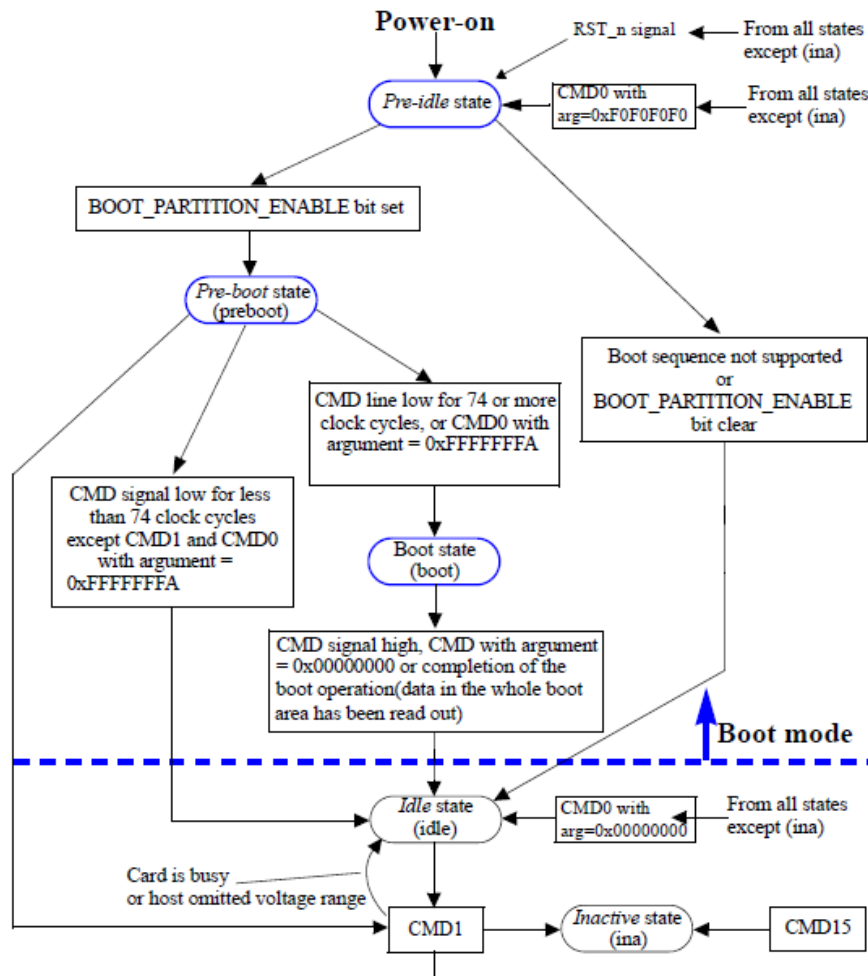 Power-on
RST_n signal
From all states
except (ina)
Pre-idle state
CMD0 with
arg=0xF0F0F0F0
From all states
except (ina)
BOOT_PARTITION_ENABLE bit set
Pre-boot state
(preboot)
Boot sequence not supported
or
BOOT_PARTITION_ENABLE
bit clear
CMD line low for 74 or more
clock cycles, or CMD0 with
argument = 0xFFFFFFFA
CMD signal low for less
than 74 clock cycles
except CMD1 and CMD0
with argument =
0xFFFFFFFA
Boot state
(boot)
CMD signal high, CMD with argument
= 0x00000000 or completion of the
boot operation(data in the whole boot
area has been read out)
Boot mode
Idle state
(idle)
CMD0 with
arg=0x00000000
From all states
except (ina)
Card is busy
or host omitted voltage range
CMD1
Inactive state
(ina)
CMD15